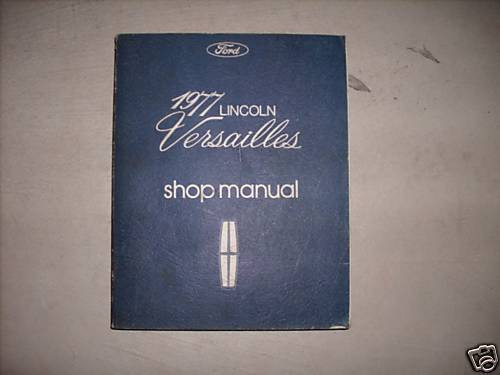 Ford
1977 LINCOLN
Versailles
shop manual